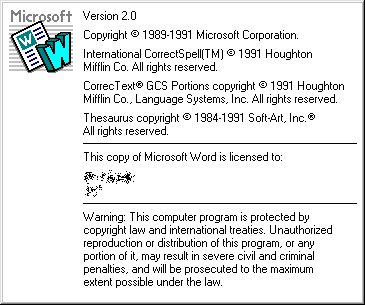 Microsoft
Version 2.0
Copyright © 1989-1991 Microsoft Corporation.
International CorrectSpell(TM) © 1991 Houghton
Mifflin Co. All rights reserved.
CorrecText® GCS Portions copyright © 1991 Houghton
Mifflin Co., Language Systems, Inc. All rights reserved.
Thesaurus copyright © 1984-1991 Soft-Art, Inc.®
All rights reserved.
This copy of Microsoft Word is licensed to:
Warning: This computer program is protected by
copyright law and international treaties. Unauthorized
reproduction or distribution of this program, or any
portion of it, may result in severe civil and criminal
penalties, and will be prosecuted to the maximum
extent possible under the law.